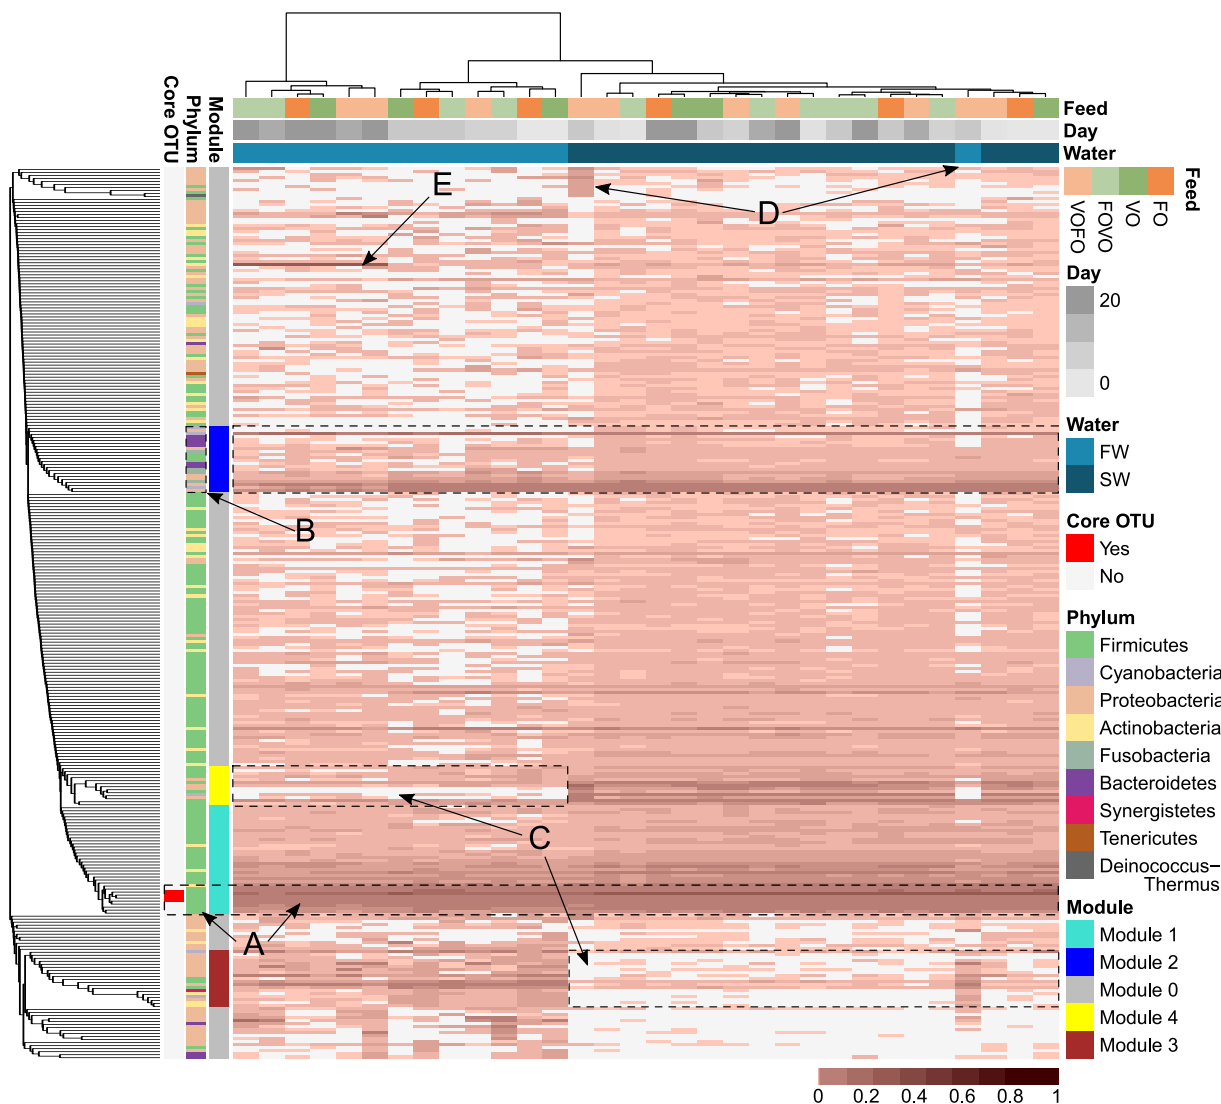 Core OTU
Phylum
Module
Feed
Day
Water
E
D
Feed
VOFO
FOVO
VO
FO
Day
20
0
Water
FW
SW
B
Core OTU
Yes
No
Phylum
Firmicutes
Cyanobacteria
Proteobacteria
Actinobacteria
Fusobacteria
Bacteroidetes
Synergistetes
Tenericutes
Deinococcus−
Thermus
C
A
Module
Module 1
Module 2
Module 0
Module 4
Module 3
0 0.2 0.4 0.6 0.8 1